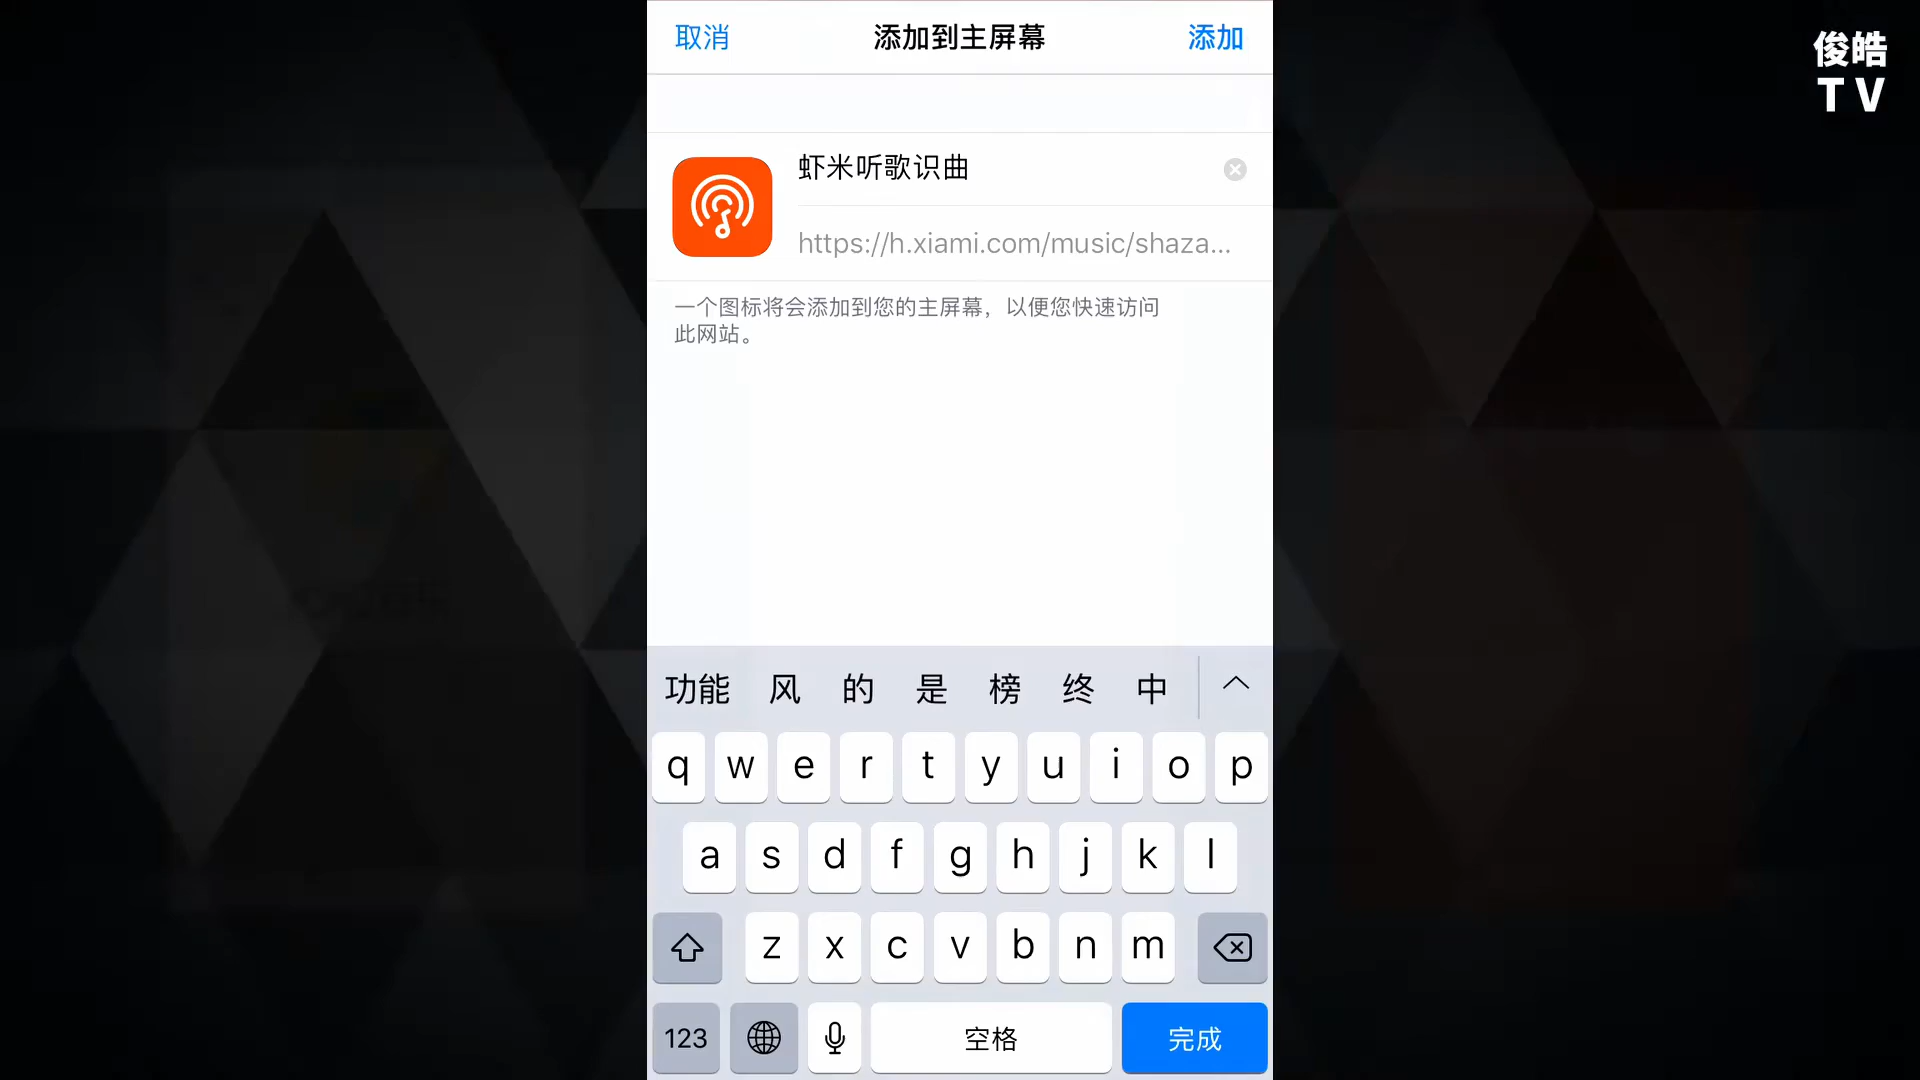 取消 添加到主屏幕 添加
俊皓
TV
虾米听歌识曲
https://h.xiami.com/music/shaza...
一个图标将会添加到您的主屏幕，以便您快速访问
此网站。
功能 风 的 是 榜 终 中
q w e r t y u i o p
a s d f g h j k l
z x c v b n m
123 空格 完成